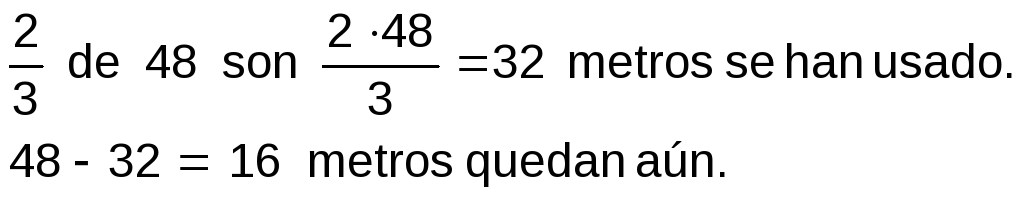 2/3 de 48 son 2 ·48/3 =32 metros se han usado.
48 - 32 = 16 metros quedan aún.